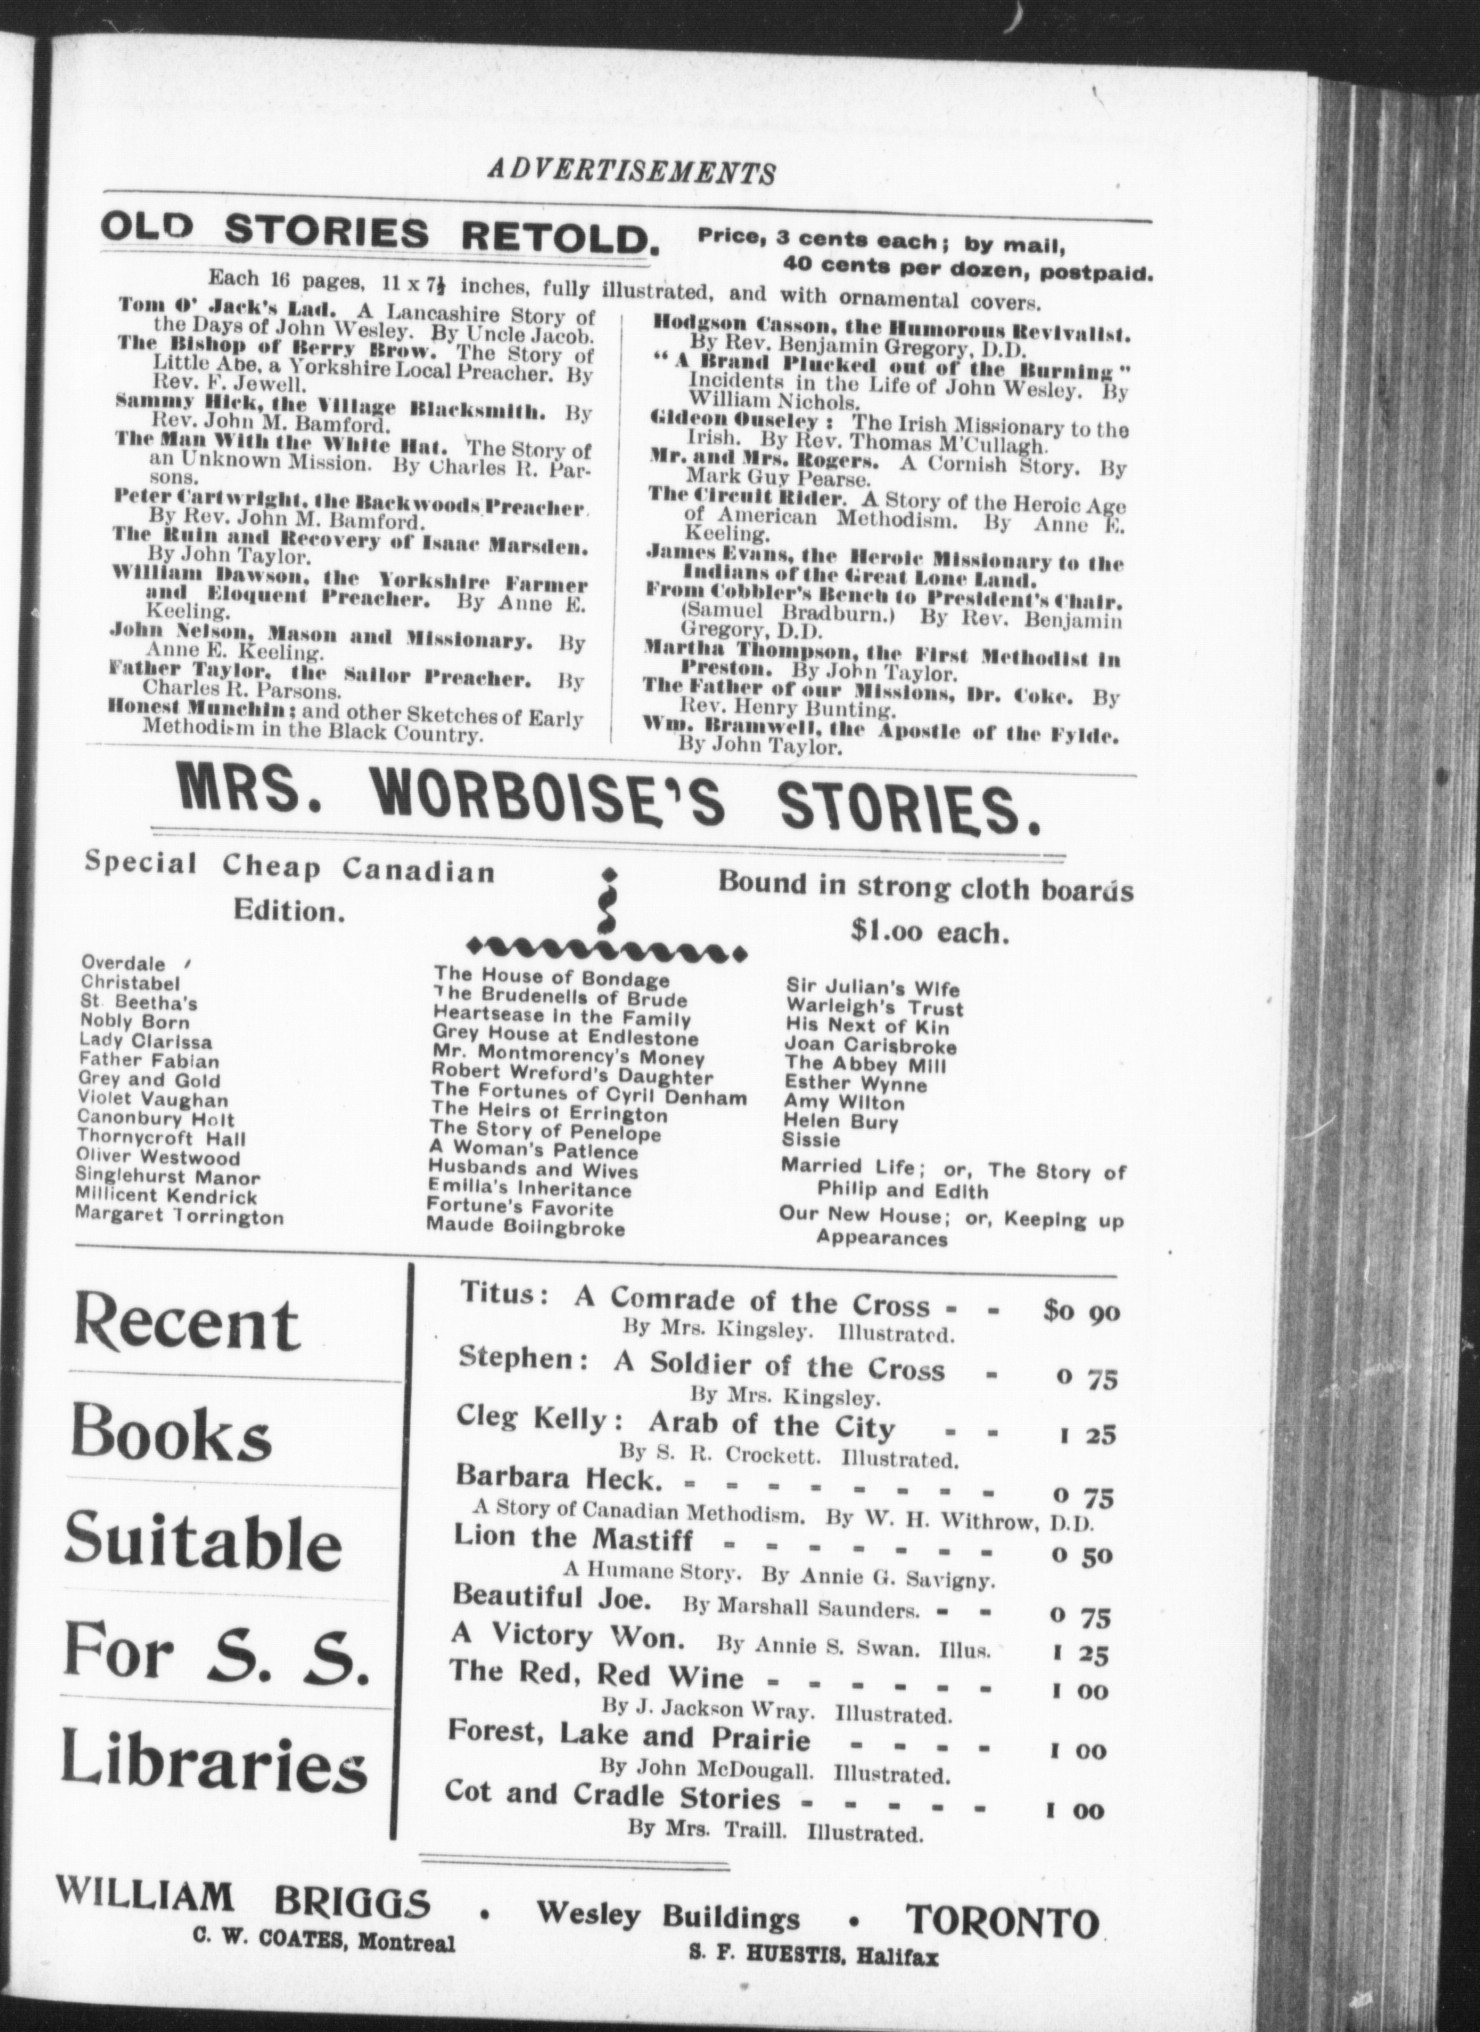 ADVERTISEMENTS
OLD STORIES RETOLD.
Price, 3 cents each; by mail,
40 cents per dozen, postpaid.
Each 16 pages, 11 x 7½ inches, fully illustrated, and with ornamental covers.
Tom O' Jack's Lad. A Lancashire Story of
the Days of John Wesley. By Uncle Jacob.
The Bishop of Berry Brow. The Story of
Little Abe, a Yorkshire Local Preacher. By
Rev. F. Jewell.
Sammy Hick, the Village Blacksmith. By
Rev. John M. Bamford.
The Man With the White Hat. The Story of
an Unknown Mission. By Charles R. Par-
sons.
Peter Cartwright, the Backwoods Preacher.
By Rev. John M. Bamford.
The Ruin and Recovery of Isaac Marsden.
By John Taylor.
William Dawson, the Yorkshire Farmer
and Eloquent Preacher. By Anne E.
Keeling.
John Nelson, Mason and Missionary. By
Anne E. Keeling.
Father Taylor, the Sailor Preacher. By
Charles R. Parsons.
Honest Munchin; and other Sketches of Early
Methodism in the Black Country.
Hodgson Casson, the Humorous Revivalist.
By Rev. Benjamin Gregory, D.D.
"A Brand Plucked out of the Burning"
Incidents in the Life of John Wesley. By
William Nichols.
Gideon Ouseley: The Irish Missionary to the
Irish. By Rev. Thomas M'Cullagh.
Mr. and Mrs. Rogers. A Cornish Story. By
Mark Guy Pearse.
The Circuit Rider. A Story of the Heroic Age
of American Methodism. By Anne E.
Keeling.
James Evans, the Heroic Missionary to the
Indians of the Great Lone Land.
From Cobbler's Bench to President's Chair.
(Samuel Bradburn.) By Rev. Benjamin
Gregory, D.D.
Martha Thompson, the First Methodist in
Preston. By John Taylor.
The Father of our Missions, Dr. Coke. By
Rev. Henry Bunting.
Wm. Bramwell, the Apostle of the Fylde.
By John Taylor.
MRS. WORBOISE'S STORIES.
Special Cheap Canadian
Edition.
Bound in strong cloth boards
$1.00 each.
Overdale
Christabel
St. Beetha's
Nobly Born
Lady Clarissa
Father Fabian
Grey and Gold
Violet Vaughan
Canonbury Holt
Thornycroft Hall
Oliver Westwood
Singlehurst Manor
Millicent Kendrick
Margaret Torrington
The House of Bondage
The Brudenells of Brude
Heartsease in the Family
Grey House at Endlestone
Mr. Montmorency's Money
Robert Wreford's Daughter
The Fortunes of Cyril Denham
The Heirs of Errington
The Story of Penelope
A Woman's Patience
Husbands and Wives
Emilia's Inheritance
Fortune's Favorite
Maude Bolingbroke
Sir Julian's Wife
Warleigh's Trust
His Next of Kin
Joan Carisbroke
The Abbey Mill
Esther Wynne
Amy Wilton
Helen Bury
Sissie
Married Life; or, The Story of
Philip and Edith
Our New House; or, Keeping up
Appearances
Recent
Books
Suitable
For S. S.
Libraries
Titus: A Comrade of the Cross - - $0 90
By Mrs. Kingsley. Illustrated.
Stephen: A Soldier of the Cross - 0 75
By Mrs. Kingsley.
Cleg Kelly: Arab of the City - - 1 25
By S. R. Crockett. Illustrated.
Barbara Heck. - - - - - - - - 0 75
A Story of Canadian Methodism. By W. H. Withrow, D.D.
Lion the Mastiff - - - - - - - 0 50
A Humane Story. By Annie G. Savigny.
Beautiful Joe. By Marshall Saunders. - - 0 75
A Victory Won. By Annie S. Swan. Illus. 1 25
The Red, Red Wine - - - - - - 1 00
By J. Jackson Wray. Illustrated.
Forest, Lake and Prairie - - - - 1 00
By John McDougall. Illustrated.
Cot and Cradle Stories - - - - - 1 00
By Mrs. Traill. Illustrated.
WILLIAM BRIGGS . Wesley Buildings . TORONTO
C. W. COATES, Montreal
S. F. HUESTIS, Halifax